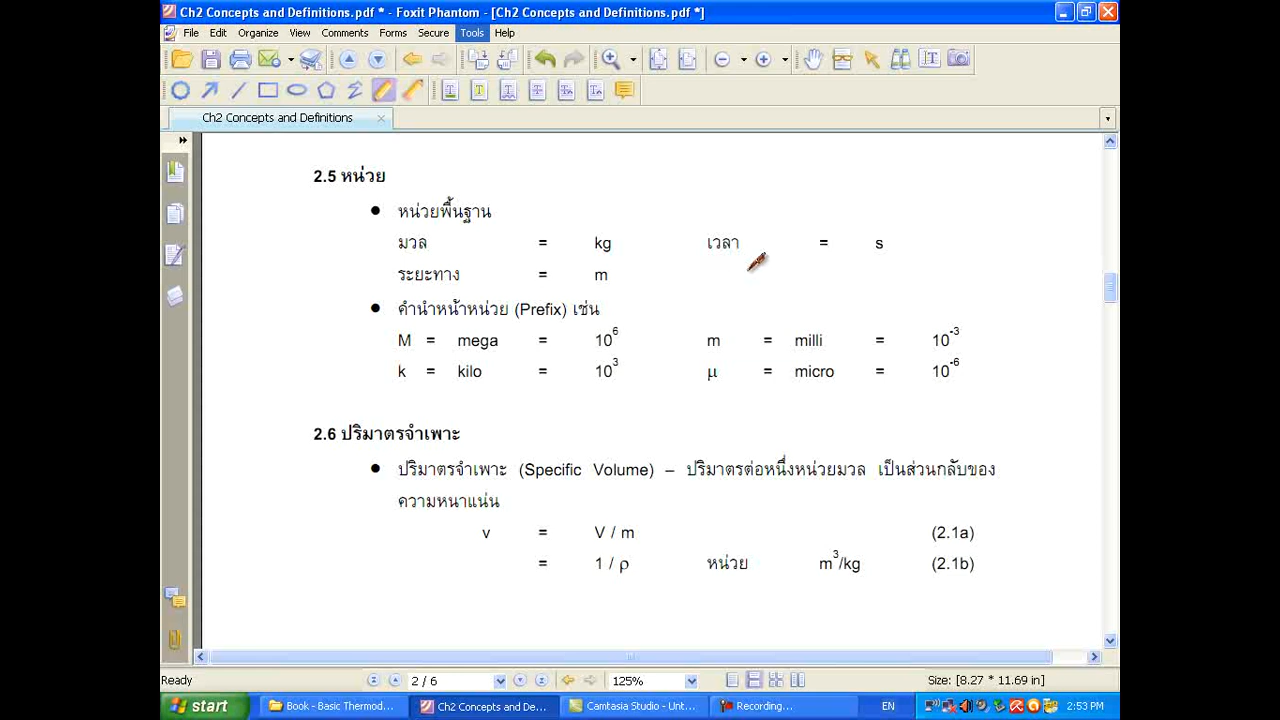 Ch2 Concepts and Definitions.pdf * - Foxit Phantom - [Ch2 Concepts and Definitions.pdf *]
File Edit Organize View Comments Forms Secure Tools Help
Ch2 Concepts and Definitions
2.5 หน่วย
● หน่วยพื้นฐาน
มวล = kg เวลา = s
ระยะทาง = m
● คำนำหน้าหน่วย (Prefix) เช่น
M = mega = 10⁶ m = milli = 10⁻³
k = kilo = 10³ μ = micro = 10⁻⁶
2.6 ปริมาตรจำเพาะ
● ปริมาตรจำเพาะ (Specific Volume) – ปริมาตรต่อหนึ่งหน่วยมวล เป็นส่วนกลับของ
ความหนาแน่น
v = V / m (2.1a)
= 1 / ρ หน่วย m³/kg (2.1b)
Ready 2 / 6 125% Size: [8.27 * 11.69 in]
start Book - Basic Thermod... Ch2 Concepts and De... Camtasia Studio - Unt... Recording... EN 2:53 PM